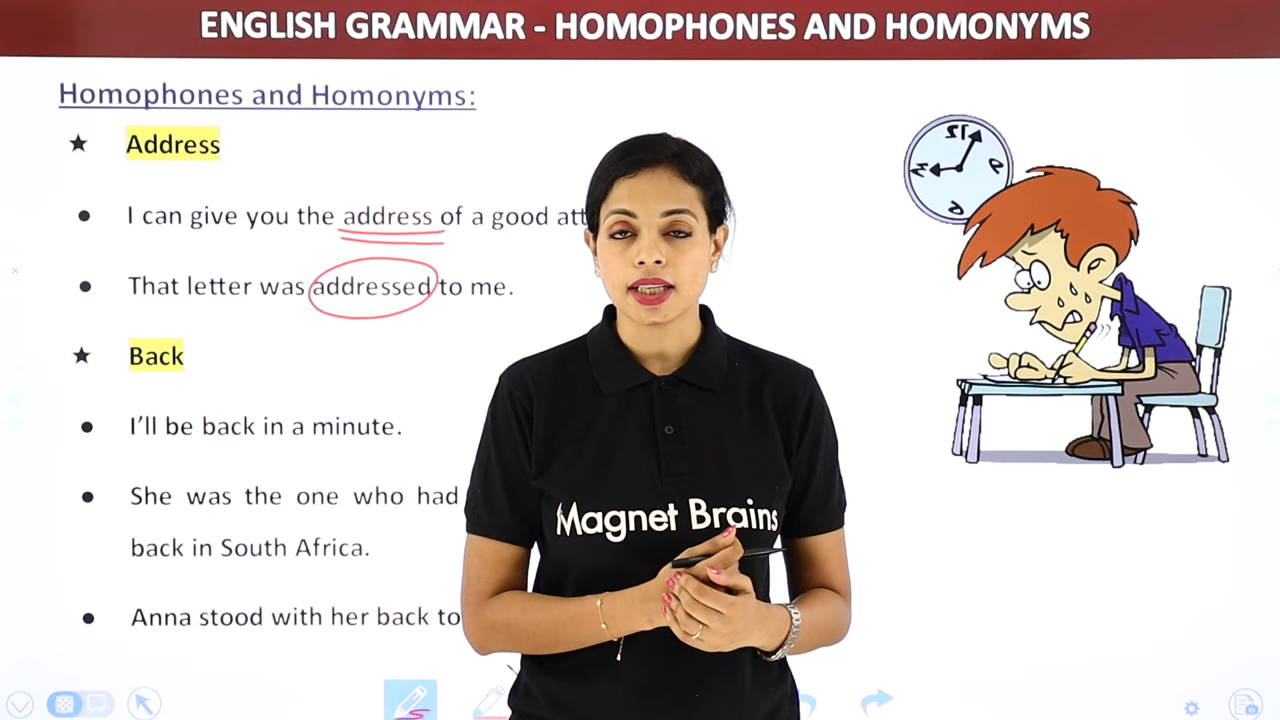 ENGLISH GRAMMAR - HOMOPHONES AND HOMONYMS
Homophones and Homonyms:
★ Address
● I can give you the address of a good
● That letter was addressed to me.
★ Back
● I'll be back in a minute.
● She was the one who had
back in South Africa.
● Anna stood with her back to
Magnet Brains